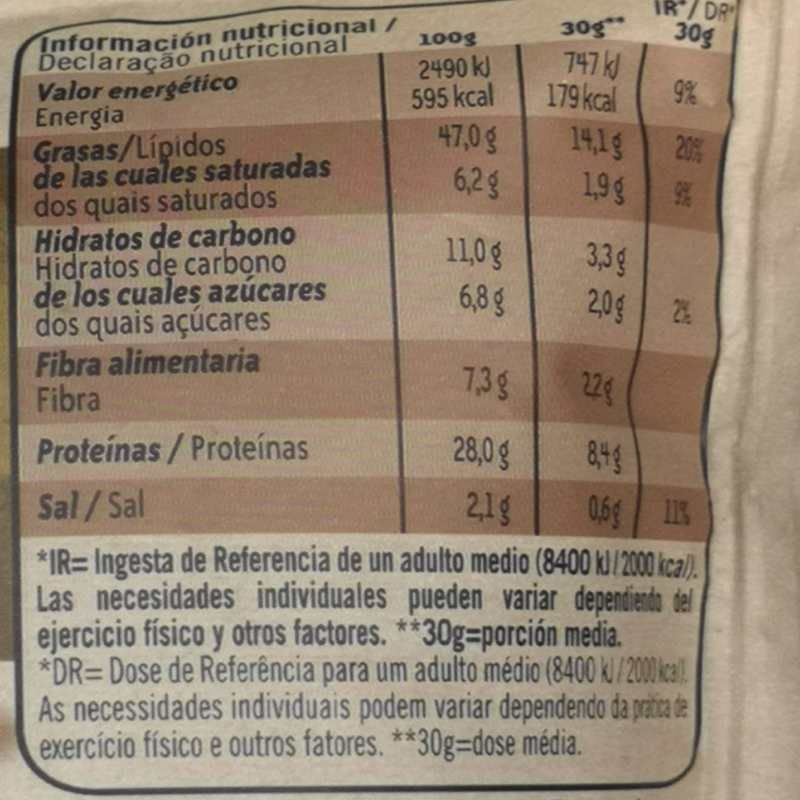 Información nutricional / 100g 30g** IR*/DR* 30g
Declaração nutricional
Valor energético 2490 kJ 747 kJ
Energia 595 kcal 179 kcal 9%
Grasas/Lípidos 47,0 g 14,1 g 20%
de las cuales saturadas 6,2 g 1,9 g 9%
dos quais saturados
Hidratos de carbono 11,0 g 3,3 g
Hidratos de carbono
de los cuales azúcares 6,8 g 2,0 g 2%
dos quais açúcares
Fibra alimentaria 7,3 g 2,2 g
Fibra
Proteínas / Proteínas 28,0 g 8,4 g
Sal / Sal 2,1 g 0,6 g 11%
*IR= Ingesta de Referencia de un adulto medio (8400 kJ / 2000 kcal).
Las necesidades individuales pueden variar dependiendo del
ejercicio físico y otros factores. **30g=porción media.
*DR= Dose de Referência para um adulto médio (8400 kJ / 2000 kcal).
As necessidades individuais podem variar dependendo da prática de
exercício físico e outros fatores. **30g=dose média.